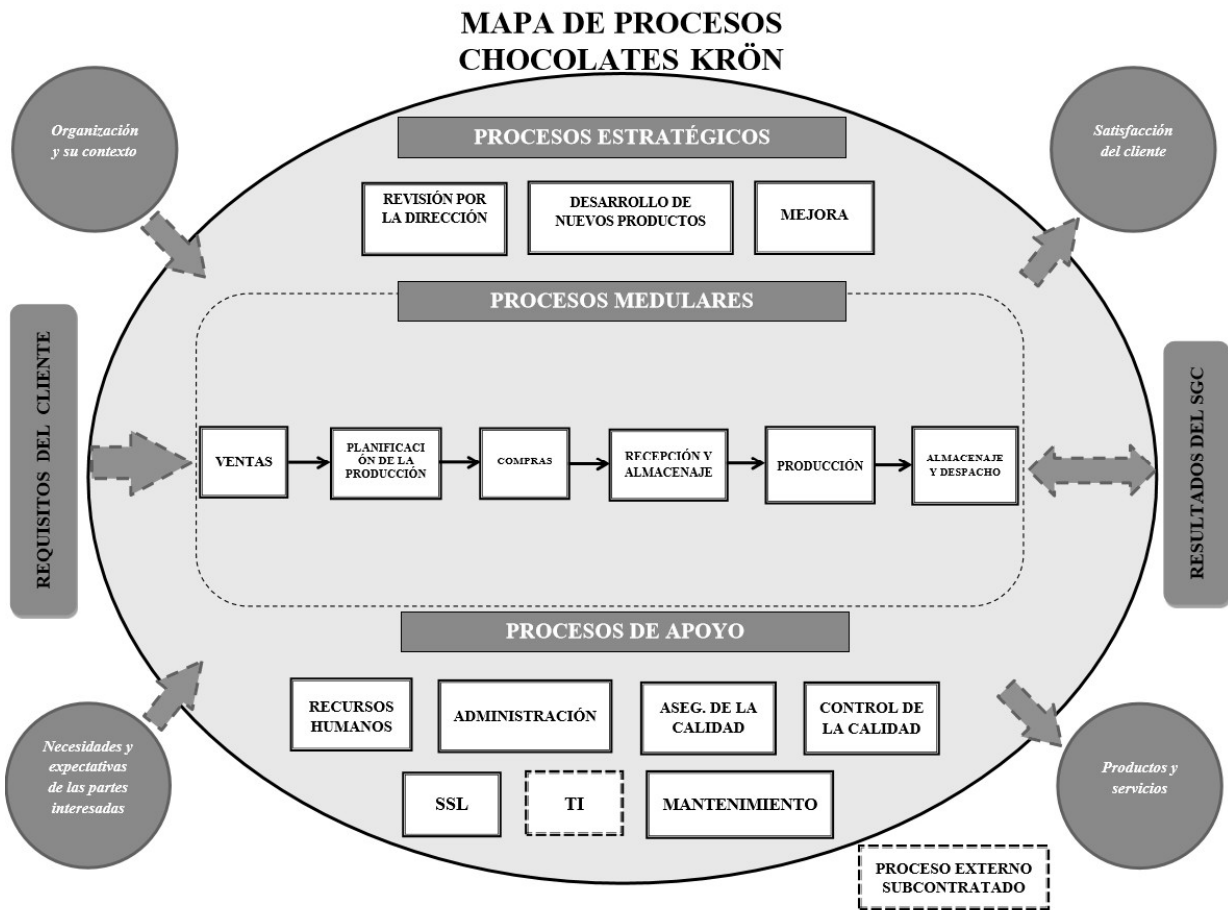 MAPA DE PROCESOS
CHOCOLATES KRÖN
Organización
y su contexto
Satisfacción
del cliente
PROCESOS ESTRATÉGICOS
REVISIÓN POR
LA DIRECCIÓN
DESARROLLO DE
NUEVOS PRODUCTOS
MEJORA
PROCESOS MEDULARES
REQUISITOS DEL CLIENTE
VENTAS
PLANIFICACI
ÓN DE LA
PRODUCCIÓN
COMPRAS
RECEPCIÓN Y
ALMACENAJE
PRODUCCIÓN
ALMACENAJE
Y DESPACHO
RESULTADOS DEL SGC
PROCESOS DE APOYO
RECURSOS
HUMANOS
ADMINISTRACIÓN
ASEG. DE LA
CALIDAD
CONTROL DE
LA CALIDAD
SSL
TI
MANTENIMIENTO
Necesidades y
expectativas
de las partes
interesadas
Productos y
servicios
PROCESO EXTERNO
SUBCONTRATADO